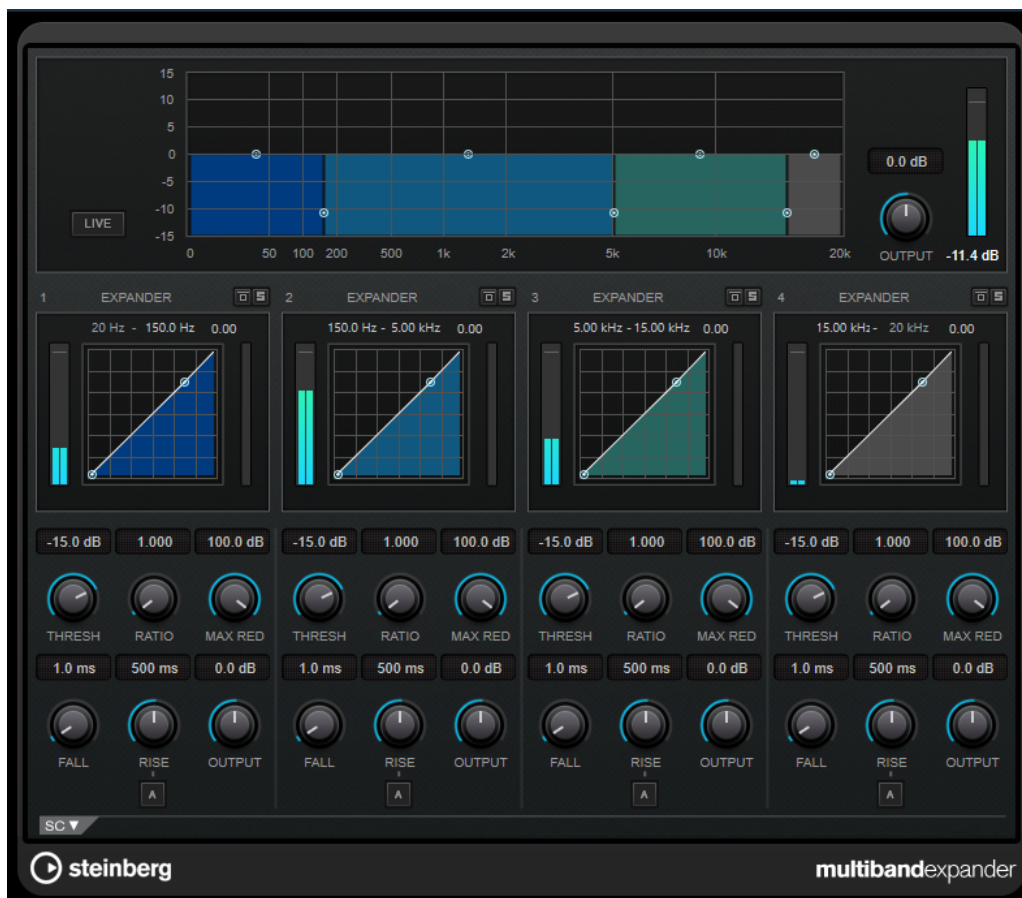 15
10
5
0
-5
-10
-15
0 50 100 200 500 1k 2k 5k 10k 20k
LIVE
0.0 dB
OUTPUT -11.4 dB
1 EXPANDER S 2 EXPANDER S 3 EXPANDER S 4 EXPANDER S
20 Hz - 150.0 Hz 0.00 150.0 Hz - 5.00 kHz 0.00 5.00 kHz - 15.00 kHz 0.00 15.00 kHz - 20 kHz 0.00
-15.0 dB 1.000 100.0 dB -15.0 dB 1.000 100.0 dB -15.0 dB 1.000 100.0 dB -15.0 dB 1.000 100.0 dB
THRESH RATIO MAX RED THRESH RATIO MAX RED THRESH RATIO MAX RED THRESH RATIO MAX RED
1.0 ms 500 ms 0.0 dB 1.0 ms 500 ms 0.0 dB 1.0 ms 500 ms 0.0 dB 1.0 ms 500 ms 0.0 dB
FALL RISE OUTPUT FALL RISE OUTPUT FALL RISE OUTPUT FALL RISE OUTPUT
A A A A
SC▼
steinberg multibandexpander